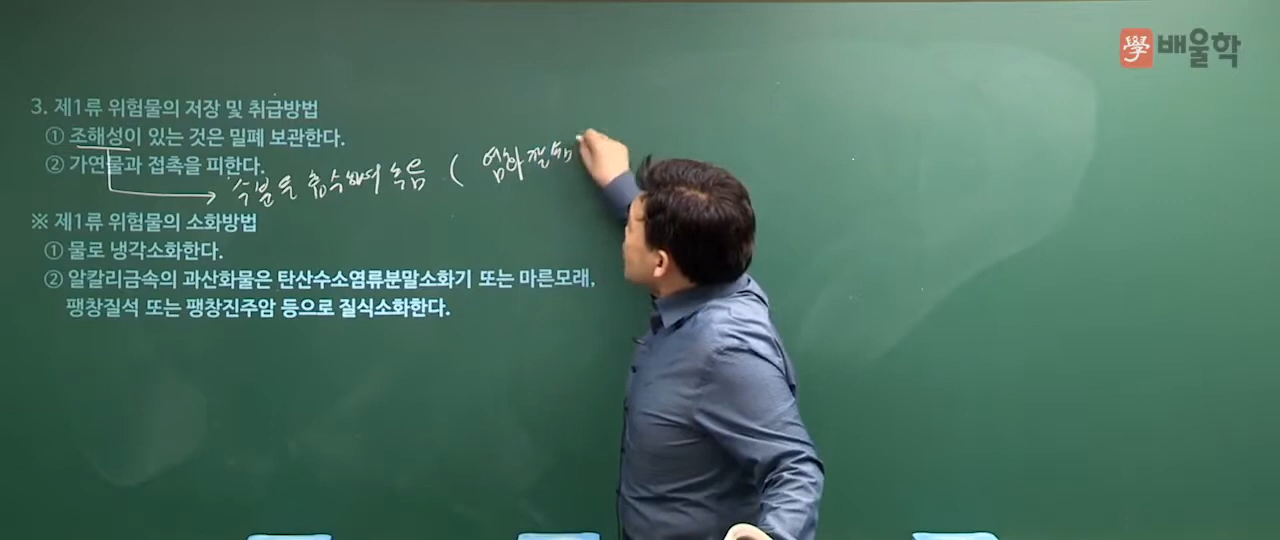 學 배울학
3. 제1류 위험물의 저장 및 취급방법
① 조해성이 있는 것은 밀폐 보관한다.
② 가연물과 접촉을 피한다.
수분을 흡수하여 녹음 ( 염화칼
※ 제1류 위험물의 소화방법
① 물로 냉각소화한다.
② 알칼리금속의 과산화물은 탄산수소염류분말소화기 또는 마른모래,
팽창질석 또는 팽창진주암 등으로 질식소화한다.